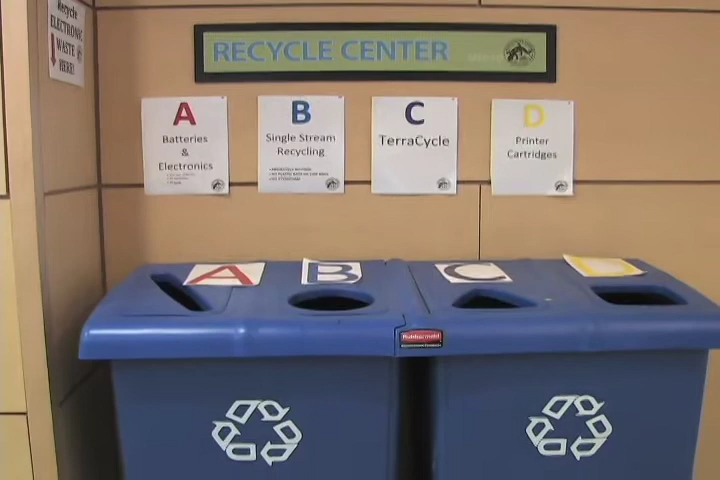 Recycle
ELECTRONIC
WASTE
HERE!
RECYCLE CENTER
A
Batteries
&
Electronics
B
Single Stream
Recycling
C
TerraCycle
D
Printer
Cartridges
A
B
C
D
Rubbermaid